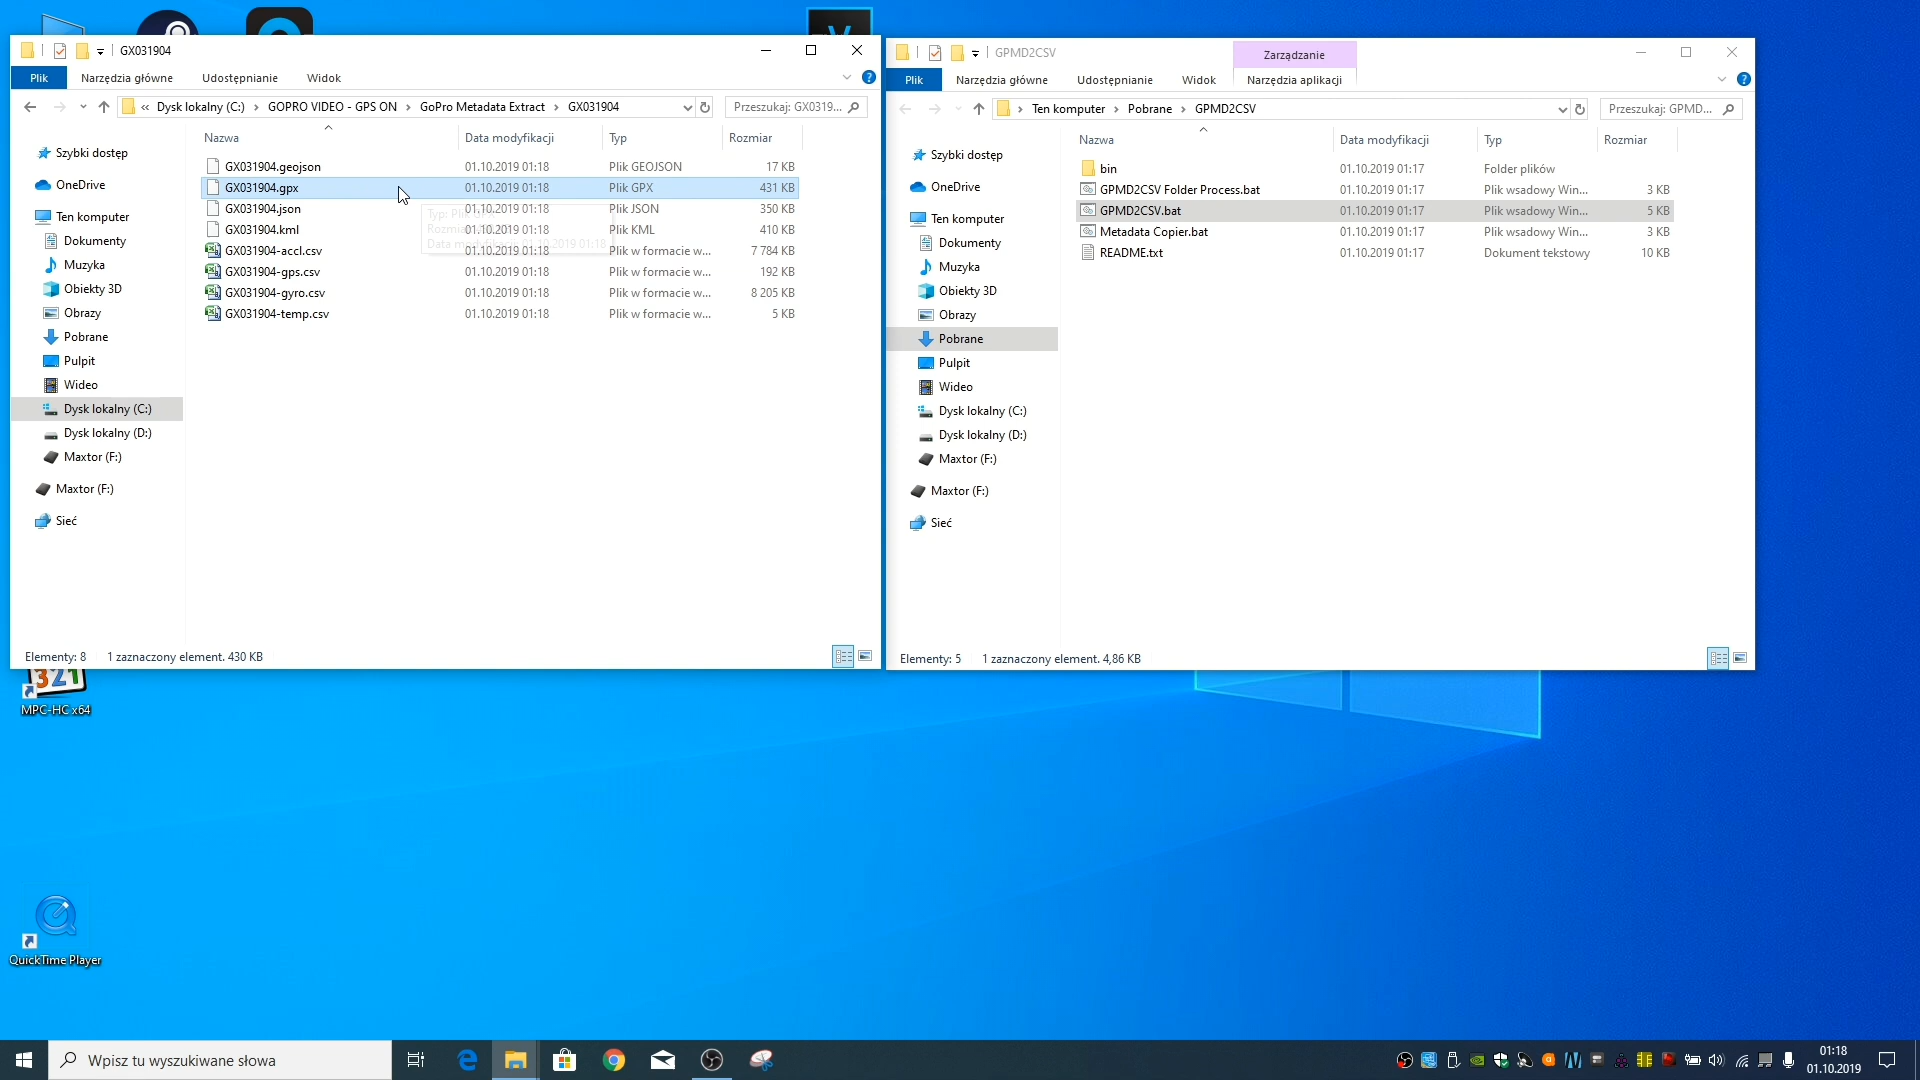 GX031904
Plik
Narzędzia główne
Udostępnianie
Widok
« Dysk lokalny (C:) › GOPRO VIDEO - GPS ON › GoPro Metadata Extract › GX031904
Przeszukaj: GX0319...
Szybki dostęp
OneDrive
Ten komputer
Dokumenty
Muzyka
Obiekty 3D
Obrazy
Pobrane
Pulpit
Wideo
Dysk lokalny (C:)
Dysk lokalny (D:)
Maxtor (F:)
Maxtor (F:)
Sieć
Nazwa Data modyfikacji Typ Rozmiar
GX031904.geojson 01.10.2019 01:18 Plik GEOJSON 17 KB
GX031904.gpx 01.10.2019 01:18 Plik GPX 431 KB
GX031904.json 01.10.2019 01:18 Plik JSON 350 KB
GX031904.kml 01.10.2019 01:18 Plik KML 410 KB
GX031904-accl.csv 01.10.2019 01:18 Plik w formacie w... 7 784 KB
GX031904-gps.csv 01.10.2019 01:18 Plik w formacie w... 192 KB
GX031904-gyro.csv 01.10.2019 01:18 Plik w formacie w... 8 205 KB
GX031904-temp.csv 01.10.2019 01:18 Plik w formacie w... 5 KB
Elementy: 8 1 zaznaczony element. 430 KB
GPMD2CSV
Zarządzanie
Plik
Narzędzia główne
Udostępnianie
Widok
Narzędzia aplikacji
› Ten komputer › Pobrane › GPMD2CSV
Przeszukaj: GPMD...
Szybki dostęp
OneDrive
Ten komputer
Dokumenty
Muzyka
Obiekty 3D
Obrazy
Pobrane
Pulpit
Wideo
Dysk lokalny (C:)
Dysk lokalny (D:)
Maxtor (F:)
Maxtor (F:)
Sieć
Nazwa Data modyfikacji Typ Rozmiar
bin 01.10.2019 01:17 Folder plików
GPMD2CSV Folder Process.bat 01.10.2019 01:17 Plik wsadowy Win... 3 KB
GPMD2CSV.bat 01.10.2019 01:17 Plik wsadowy Win... 5 KB
Metadata Copier.bat 01.10.2019 01:17 Plik wsadowy Win... 3 KB
README.txt 01.10.2019 01:17 Dokument tekstowy 10 KB
Elementy: 5 1 zaznaczony element. 4,86 KB
321
MPC-HC x64
QuickTime Player
Wpisz tu wyszukiwane słowa
01:18
01.10.2019